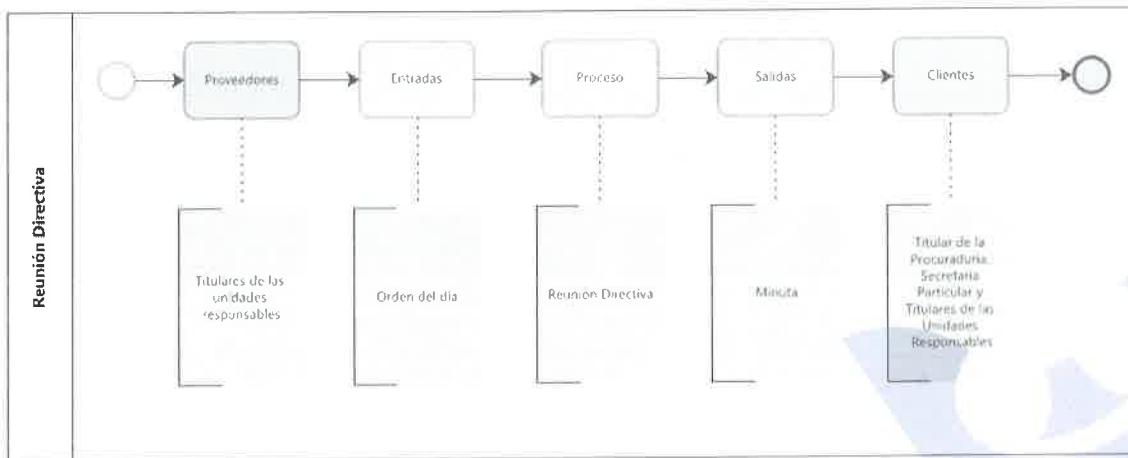 Reunión Directiva
Proveedores
Entradas
Proceso
Salidas
Clientes
Titulares de las
unidades
responsables
Orden del día
Reunión Directiva
Minuta
Titular de la
Procuraduría,
Secretaria
Particular y
Titulares de las
Unidades
Responsables